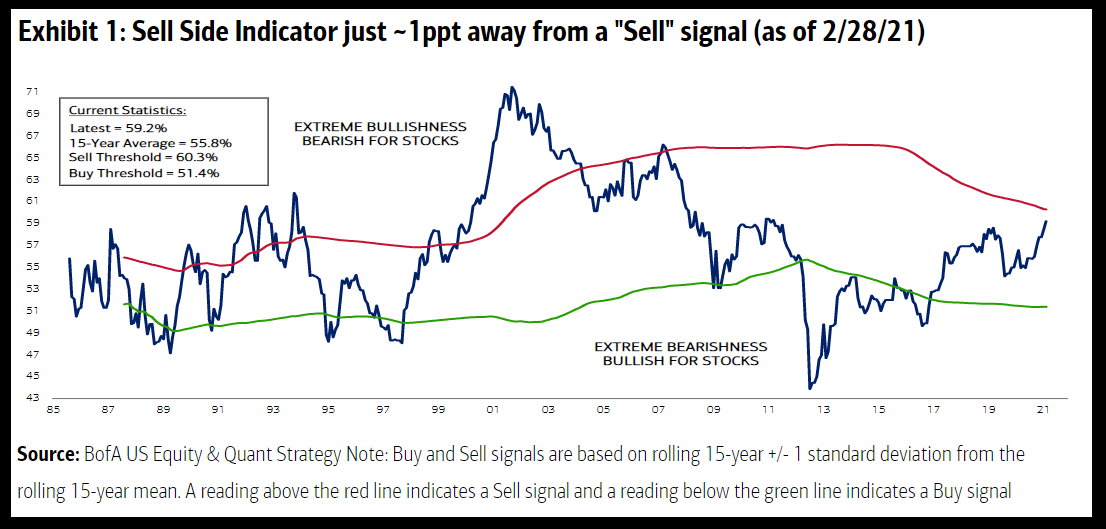 Exhibit 1: Sell Side Indicator just ~1ppt away from a "Sell" signal (as of 2/28/21)
71
69
67
65
63
61
59
57
55
53
51
49
47
45
43
Current Statistics:
Latest = 59.2%
15-Year Average = 55.8%
Sell Threshold = 60.3%
Buy Threshold = 51.4%
EXTREME BULLISHNESS
BEARISH FOR STOCKS
EXTREME BEARISHNESS
BULLISH FOR STOCKS
85 87 89 91 93 95 97 99 01 03 05 07 09 11 13 15 17 19 21
Source: BofA US Equity & Quant Strategy Note: Buy and Sell signals are based on rolling 15-year +/- 1 standard deviation from the
rolling 15-year mean. A reading above the red line indicates a Sell signal and a reading below the green line indicates a Buy signal